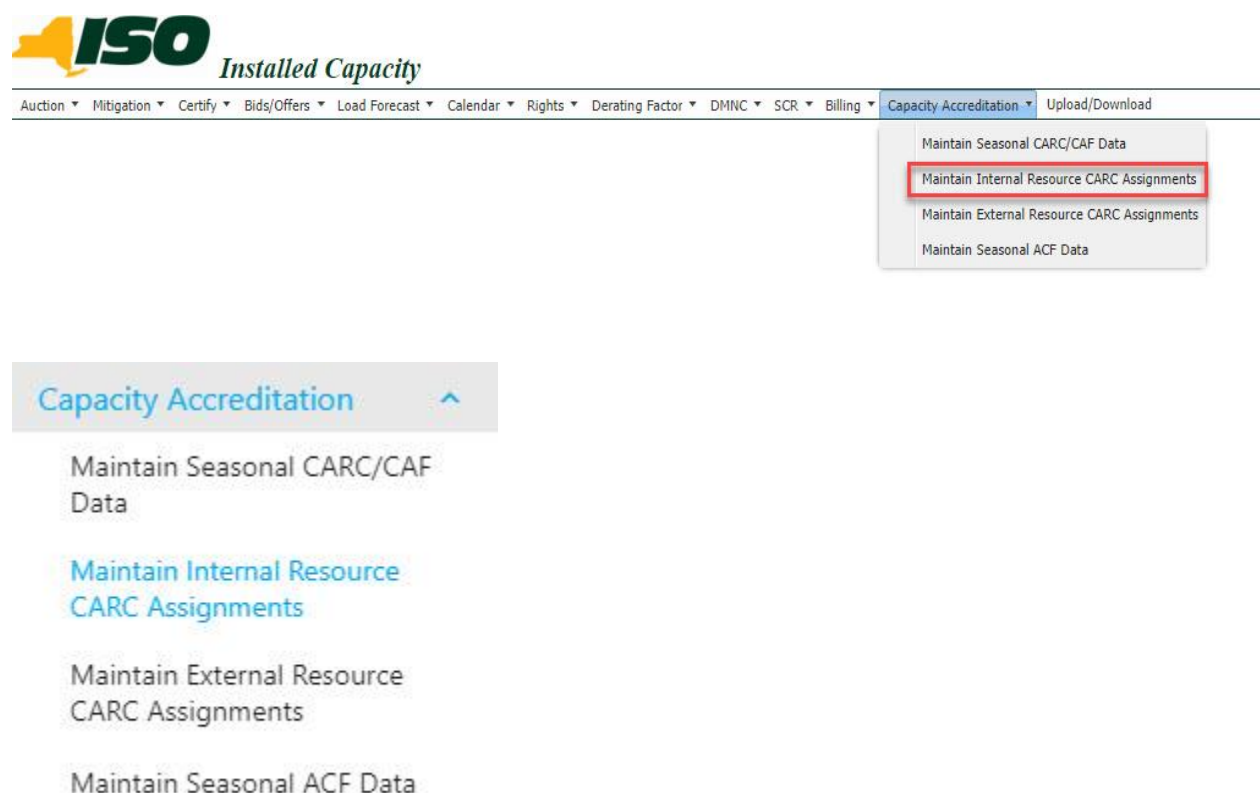 ISO
Installed Capacity
Auction Mitigation Certify Bids/Offers Load Forecast Calendar Rights Derating Factor DMNC SCR Billing Capacity Accreditation Upload/Download
Maintain Seasonal CARC/CAF Data
Maintain Internal Resource CARC Assignments
Maintain External Resource CARC Assignments
Maintain Seasonal ACF Data
Capacity Accreditation
Maintain Seasonal CARC/CAF
Data
Maintain Internal Resource
CARC Assignments
Maintain External Resource
CARC Assignments
Maintain Seasonal ACF Data